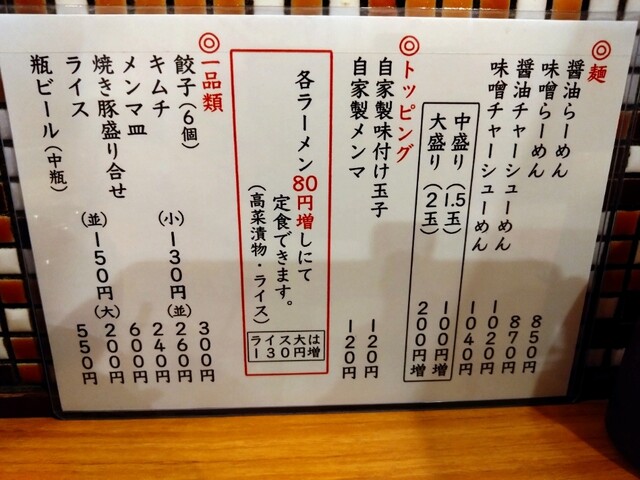 ◎麺
醤油らーめん 850円
味噌らーめん 870円
醤油チャーシューめん 1020円
味噌チャーシューめん 1040円
中盛り(1.5玉) 100円増
大盛り(2玉) 200円増
◎トッピング
自家製味付け玉子 120円
自家製メンマ 120円
各ラーメン80円増しにて
定食できます。
(高菜漬物・ライス)
ライス大は
130円増
◎一品類
餃子(6個) 300円
キムチ (小)130円 (並)260円
メンマ皿 240円
焼き豚盛り合せ 600円
ライス (並)150円 (大)200円
瓶ビール(中瓶) 550円